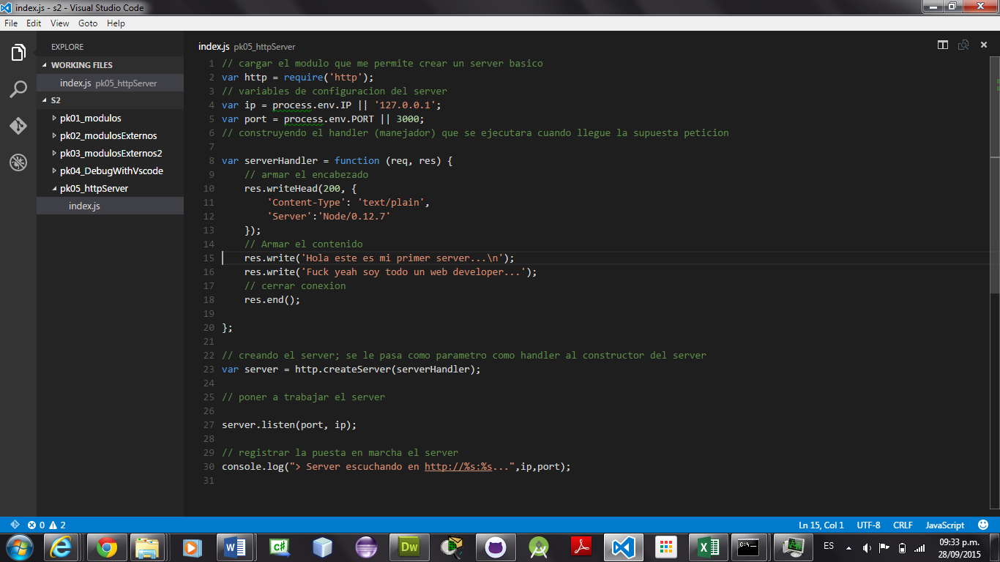 index.js - s2 - Visual Studio Code
File Edit View Goto Help
EXPLORE
WORKING FILES
index.js pk05_httpServer
S2
pk01_modulos
pk02_modulosExternos
pk03_modulosExternos2
pk04_DebugWithVscode
pk05_httpServer
index.js
index.js pk05_httpServer
1 // cargar el modulo que me permite crear un server basico
2 var http = require('http');
3 // variables de configuracion del server
4 var ip = process.env.IP || '127.0.0.1';
5 var port = process.env.PORT || 3000;
6 // construyendo el handler (manejador) que se ejecutara cuando llegue la supuesta peticion
7
8 var serverHandler = function (req, res) {
9     // armar el encabezado
10     res.writeHead(200, {
11         'Content-Type': 'text/plain',
12         'Server':'Node/0.12.7'
13     });
14     // Armar el contenido
15     res.write('Hola este es mi primer server...\n');
16     res.write('Fuck yeah soy todo un web developer...');
17     // cerrar conexion
18     res.end();
19
20 };
21
22 // creando el server; se le pasa como parametro como handler al constructor del server
23 var server = http.createServer(serverHandler);
24
25 // poner a trabajar el server
26
27 server.listen(port, ip);
28
29 // registrar la puesta en marcha el server
30 console.log("> Server escuchando en http://%s:%s...",ip,port);
31
0 2 Ln 15, Col 1 UTF-8 CRLF JavaScript
W C# Dw C:\ ES 09:33 p.m.
28/09/2015